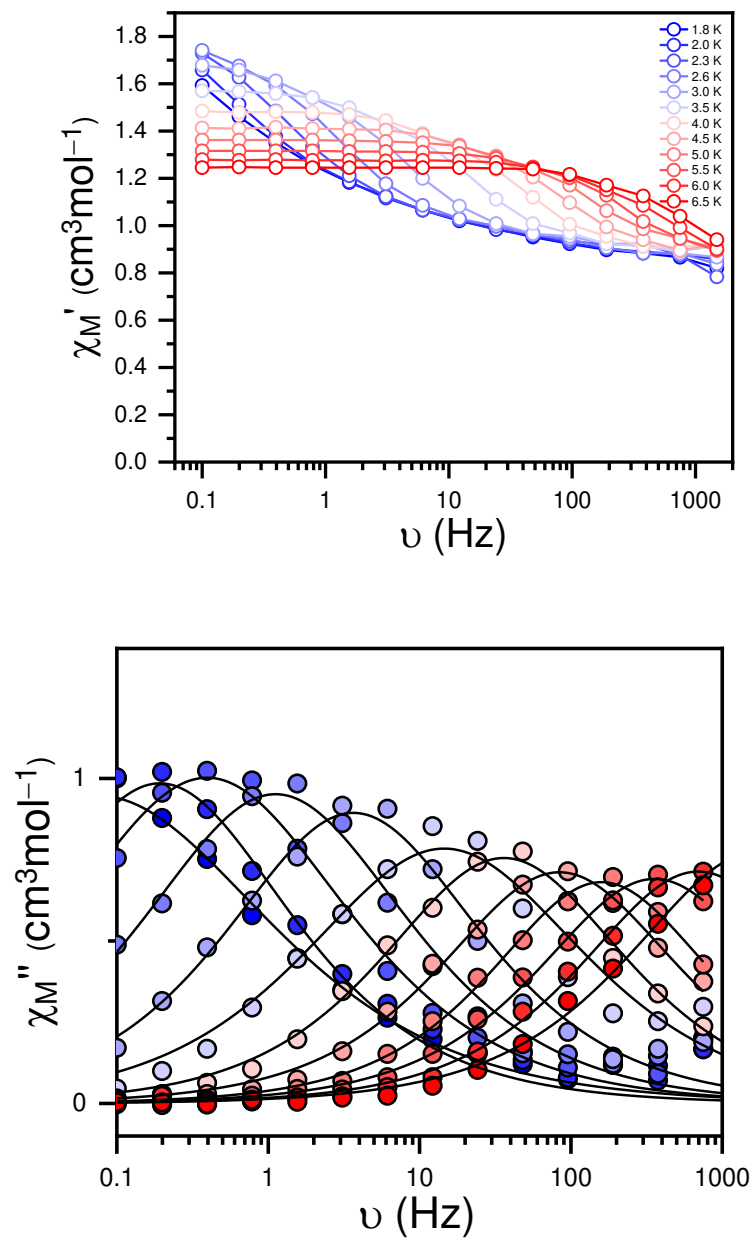 1.8
1.6
1.4
1.2
1.0
0.8
0.6
0.4
0.2
0.0
χM' (cm³mol⁻¹)
1.8 K
2.0 K
2.3 K
2.6 K
3.0 K
3.5 K
4.0 K
4.5 K
5.0 K
5.5 K
6.0 K
6.5 K
0.1 1 10 100 1000
υ (Hz)
1
0
χM'' (cm³mol⁻¹)
0.1 1 10 100 1000
υ (Hz)